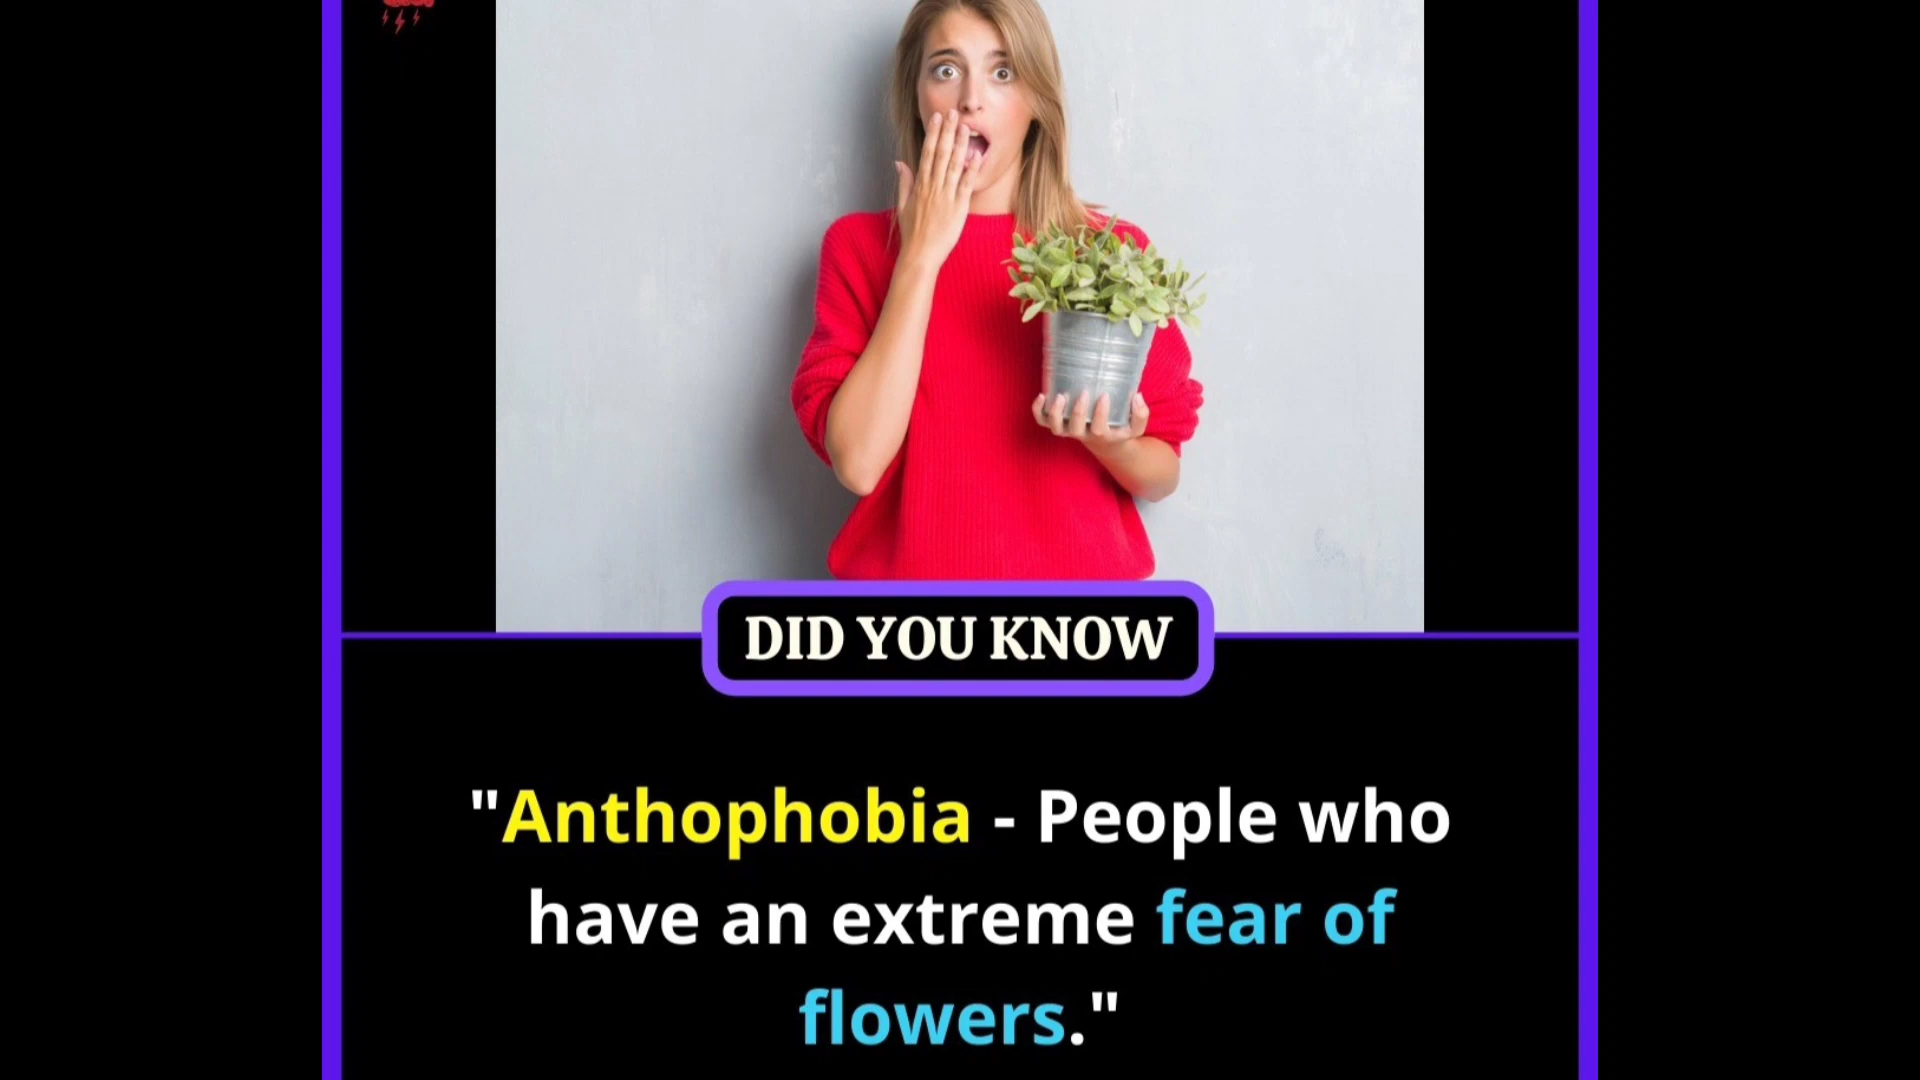 DID YOU KNOW
"Anthophobia - People who
have an extreme fear of
flowers."